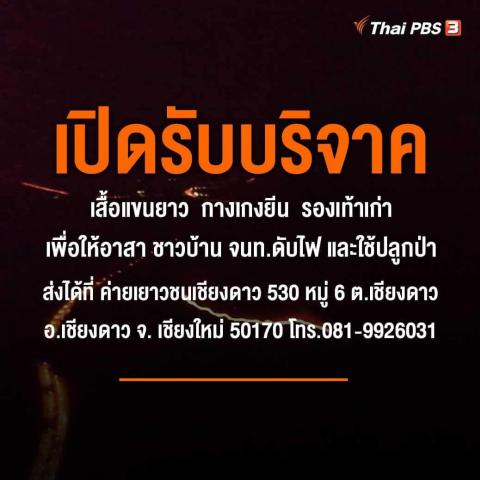 Thai PBS 3
เปิดรับบริจาค
เสื้อแขนยาว กางเกงยีน รองเท้าเก่า
เพื่อให้อาสา ชาวบ้าน จนท.ดับไฟ และใช้ปลูกป่า
ส่งได้ที่ ค่ายเยาวชนเชียงดาว 530 หมู่ 6 ต.เชียงดาว
อ.เชียงดาว จ. เชียงใหม่ 50170 โทร.081-9926031